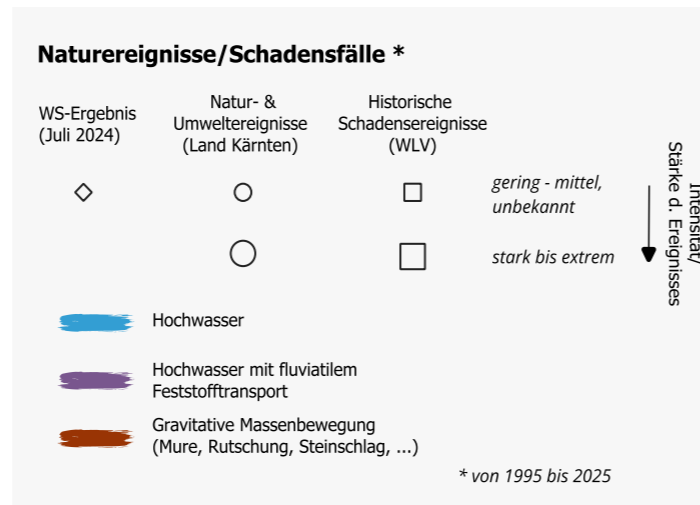 Naturereignisse/Schadensfälle *
WS-Ergebnis
(Juli 2024)
Natur- &
Umweltereignisse
(Land Kärnten)
Historische
Schadensereignisse
(WLV)
gering - mittel,
unbekannt
stark bis extrem
Intensität/
Stärke d. Ereignisses
Hochwasser
Hochwasser mit fluviatilem
Feststofftransport
Gravitative Massenbewegung
(Mure, Rutschung, Steinschlag, ...)
* von 1995 bis 2025